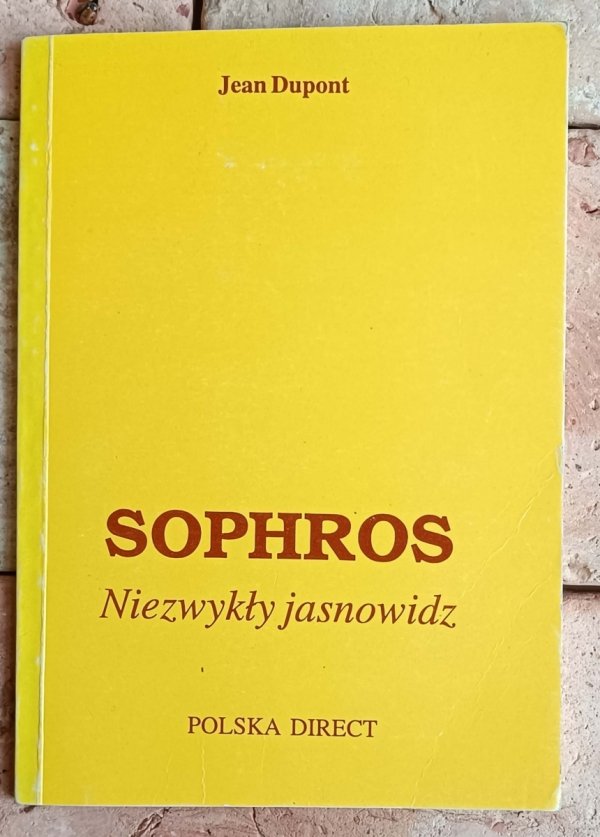 Jean Dupont
SOPHROS
Niezwykły jasnowidz
POLSKA DIRECT